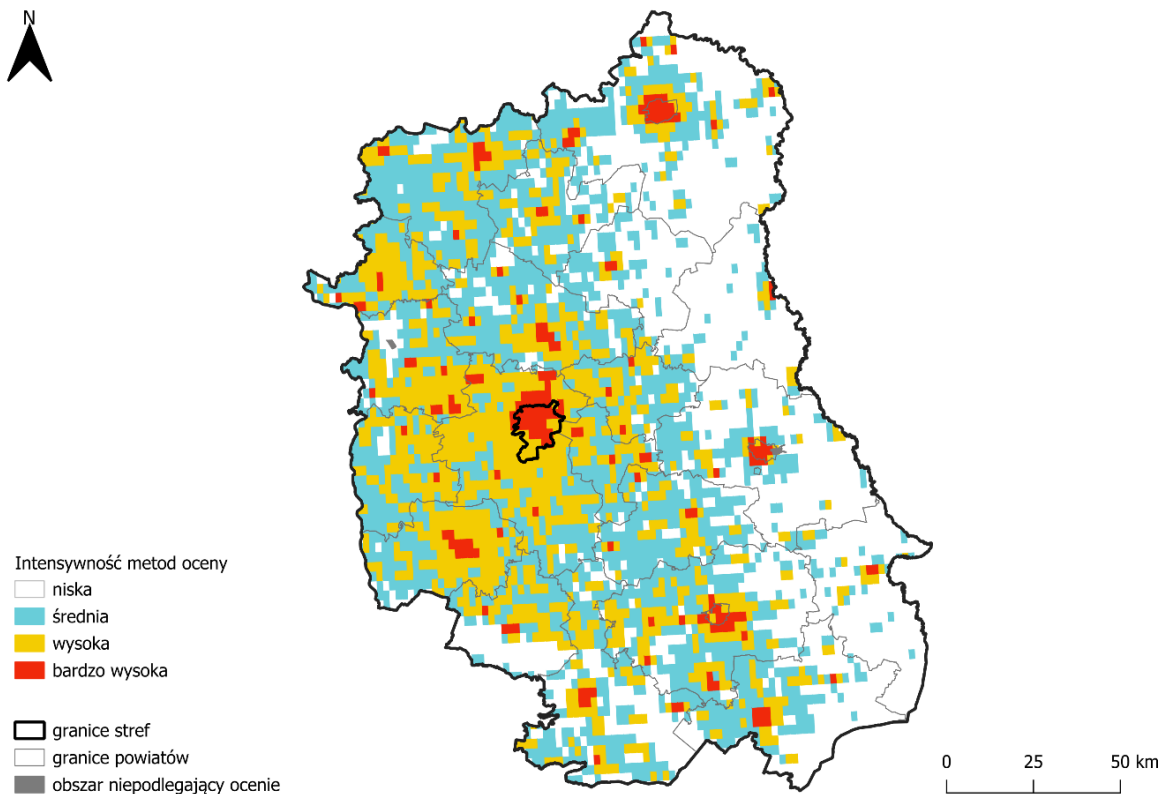 N
Intensywność metod oceny
niska
średnia
wysoka
bardzo wysoka
granice stref
granice powiatów
obszar niepodlegający ocenie
0 25 50 km